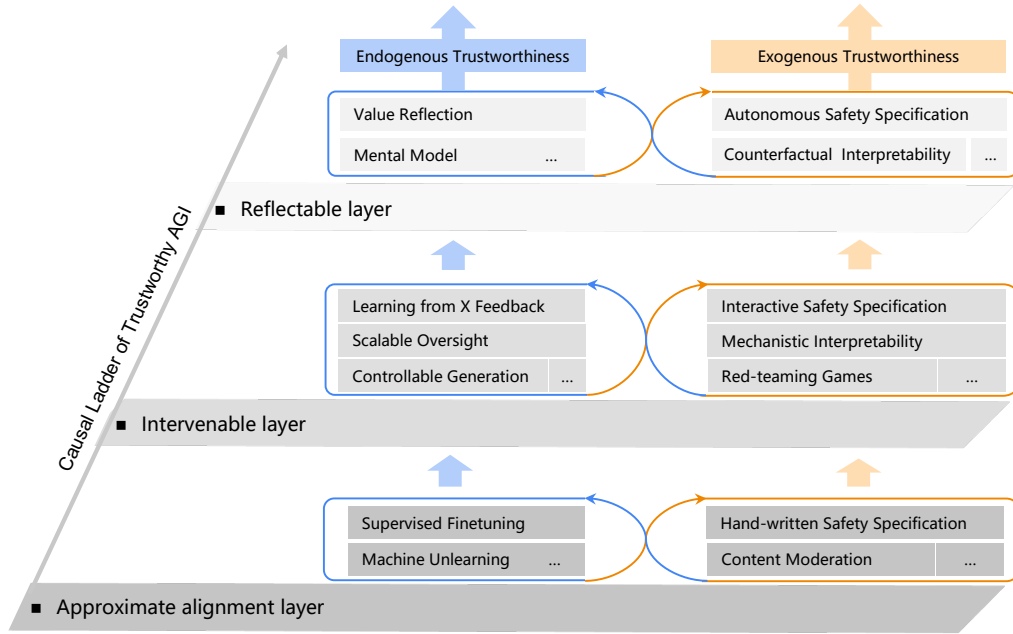 Endogenous Trustworthiness
Exogenous Trustworthiness
Value Reflection
Mental Model ...
Autonomous Safety Specification
Counterfactual Interpretability ...
■ Reflectable layer
Causal Ladder of Trustworthy AGI
Learning from X Feedback
Scalable Oversight
Controllable Generation ...
Interactive Safety Specification
Mechanistic Interpretability
Red-teaming Games ...
■ Intervenable layer
Supervised Finetuning
Machine Unlearning ...
Hand-written Safety Specification
Content Moderation ...
■ Approximate alignment layer